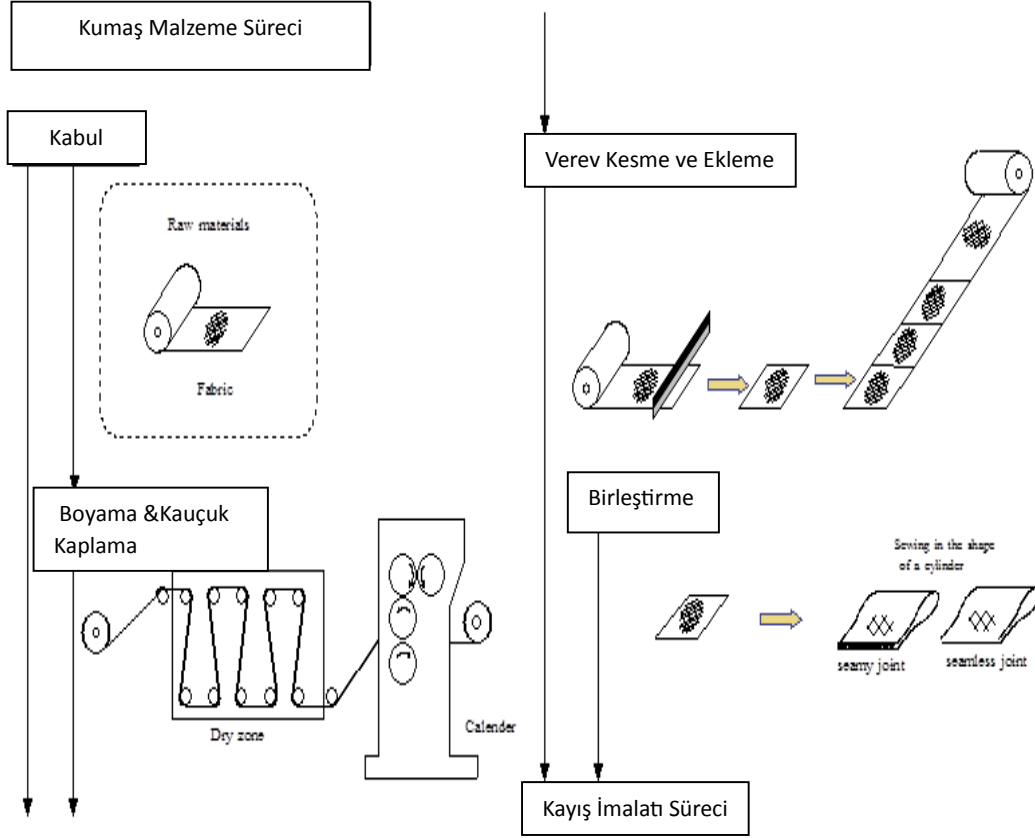 Kumaş Malzeme Süreci
Kabul
Raw materials
Fabric
Boyama &Kauçuk
Kaplama
Dry zone
Calender
Verev Kesme ve Ekleme
Birleştirme
Sewing in the shape
of a cylinder
seamy joint
seamless joint
Kayış İmalatı Süreci